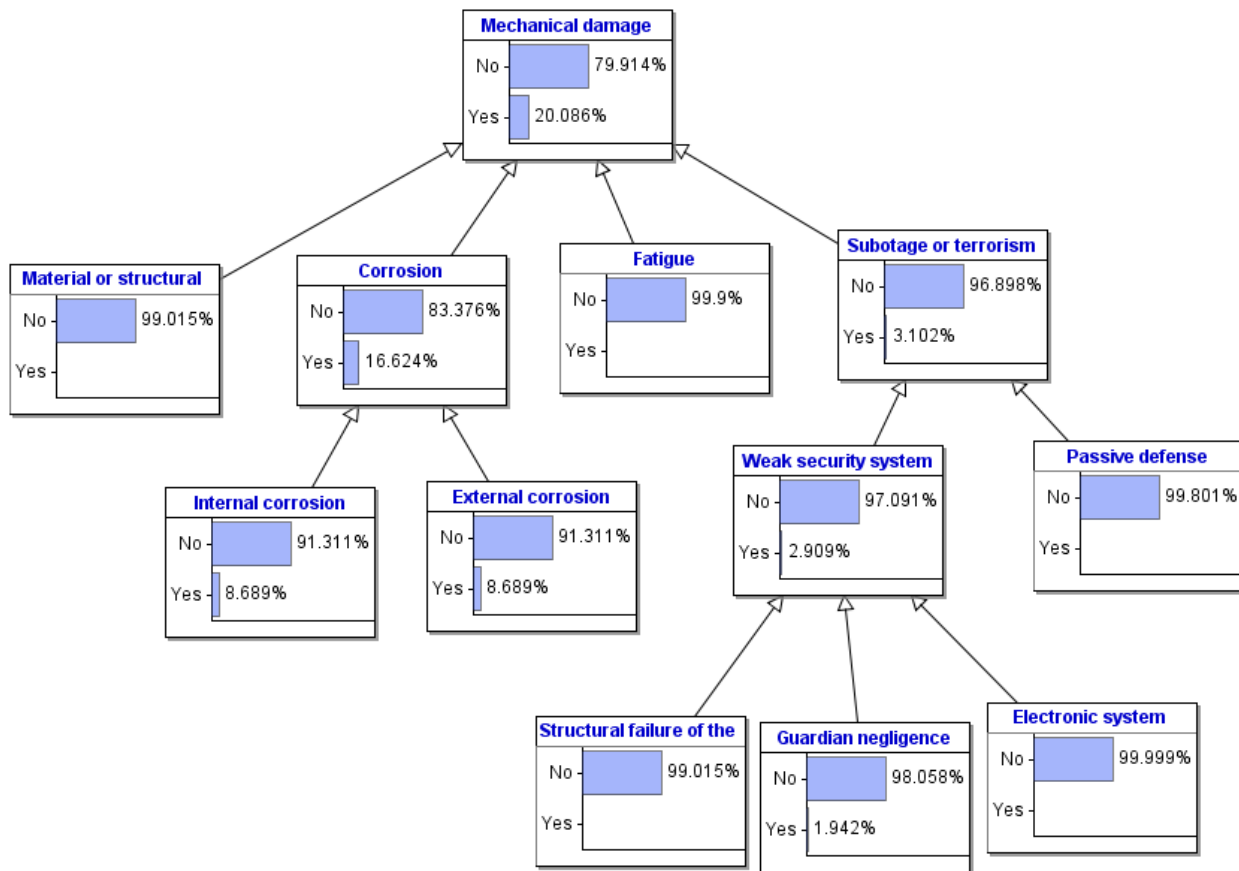 Mechanical damage
No 79.914%
Yes 20.086%
Material or structural
No 99.015%
Yes
Corrosion
No 83.376%
Yes 16.624%
Fatigue
No 99.9%
Yes
Subotage or terrorism
No 96.898%
Yes 3.102%
Internal corrosion
No 91.311%
Yes 8.689%
External corrosion
No 91.311%
Yes 8.689%
Weak security system
No 97.091%
Yes 2.909%
Passive defense
No 99.801%
Yes
Structural failure of the
No 99.015%
Yes
Guardian negligence
No 98.058%
Yes 1.942%
Electronic system
No 99.999%
Yes